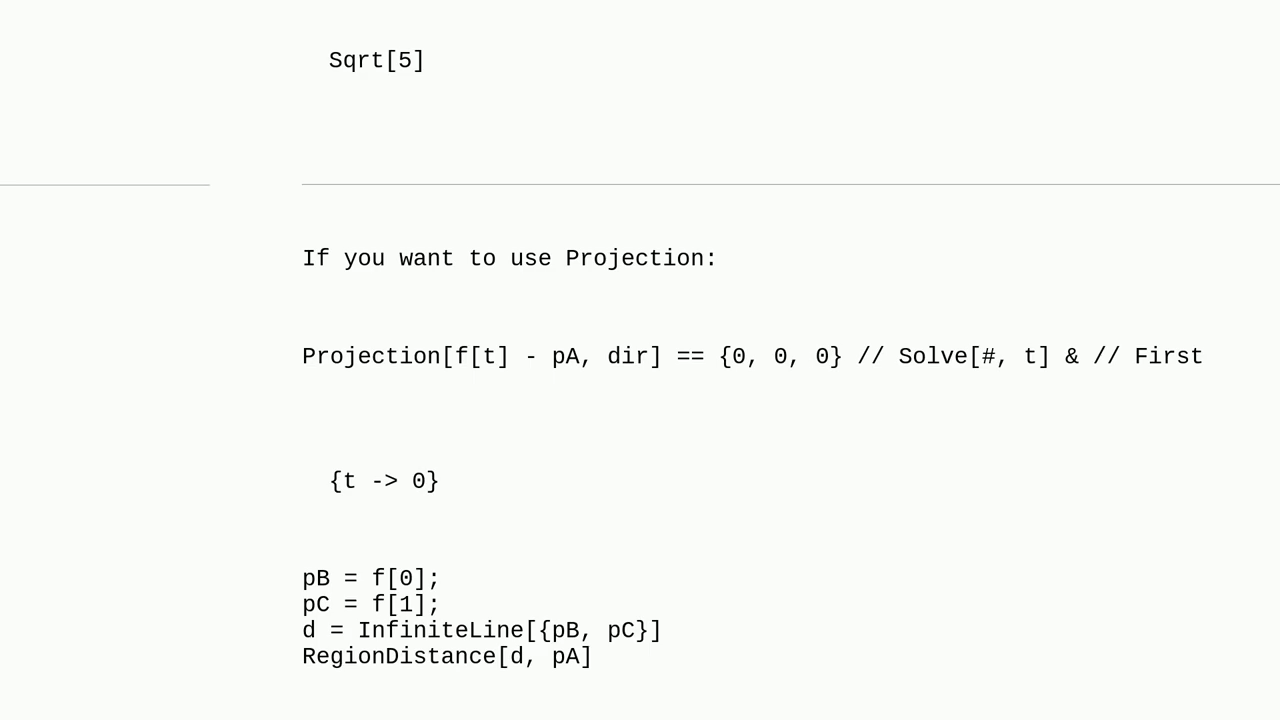 Sqrt[5]
If you want to use Projection:
Projection[f[t] - pA, dir] == {0, 0, 0} // Solve[#, t] & // First
{t -> 0}
pB = f[0];
pC = f[1];
d = InfiniteLine[{pB, pC}]
RegionDistance[d, pA]